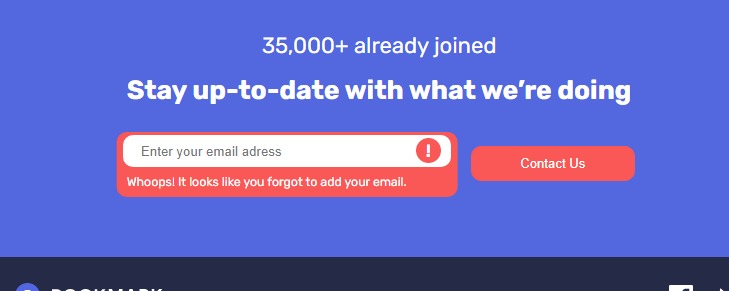 35,000+ already joined
Stay up-to-date with what we're doing
Enter your email adress
!
Whoops! It looks like you forgot to add your email.
Contact Us
BOOKMARK